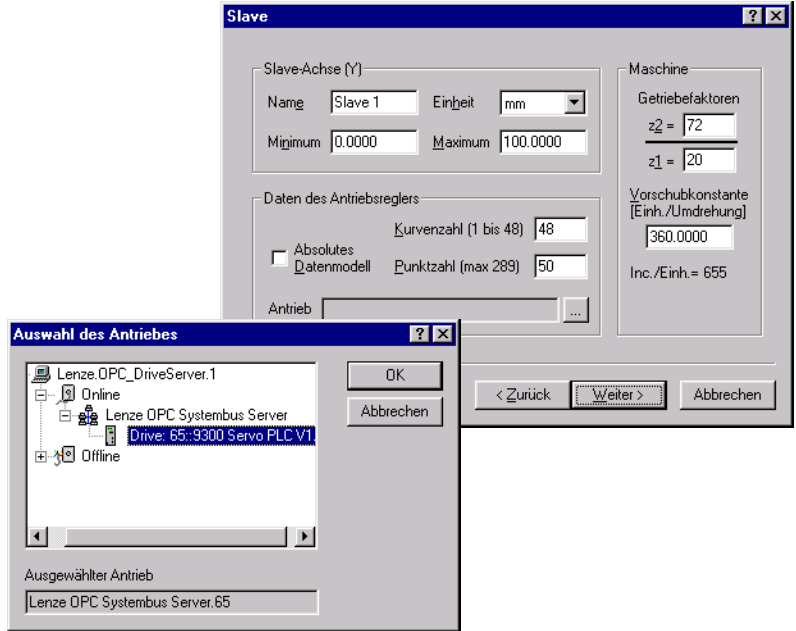 Slave
Slave-Achse (Y)
Name Slave 1 Einheit mm
Minimum 0.0000 Maximum 100.0000
Maschine
Getriebefaktoren
z2 = 72
z1 = 20
Vorschubkonstante
[Einh./Umdrehung]
360.0000
Inc./Einh.= 655
Daten des Antriebsreglers
Kurvenzahl (1 bis 48) 48
Absolutes
Datenmodell
Punktzahl (max 289) 50
Antrieb ...
< Zurück Weiter > Abbrechen
Auswahl des Antriebes
Lenze.OPC_DriveServer.1
Online
Lenze OPC Systembus Server
Drive: 65::9300 Servo PLC V1.
Offline
OK
Abbrechen
Ausgewählter Antrieb
Lenze OPC Systembus Server.65